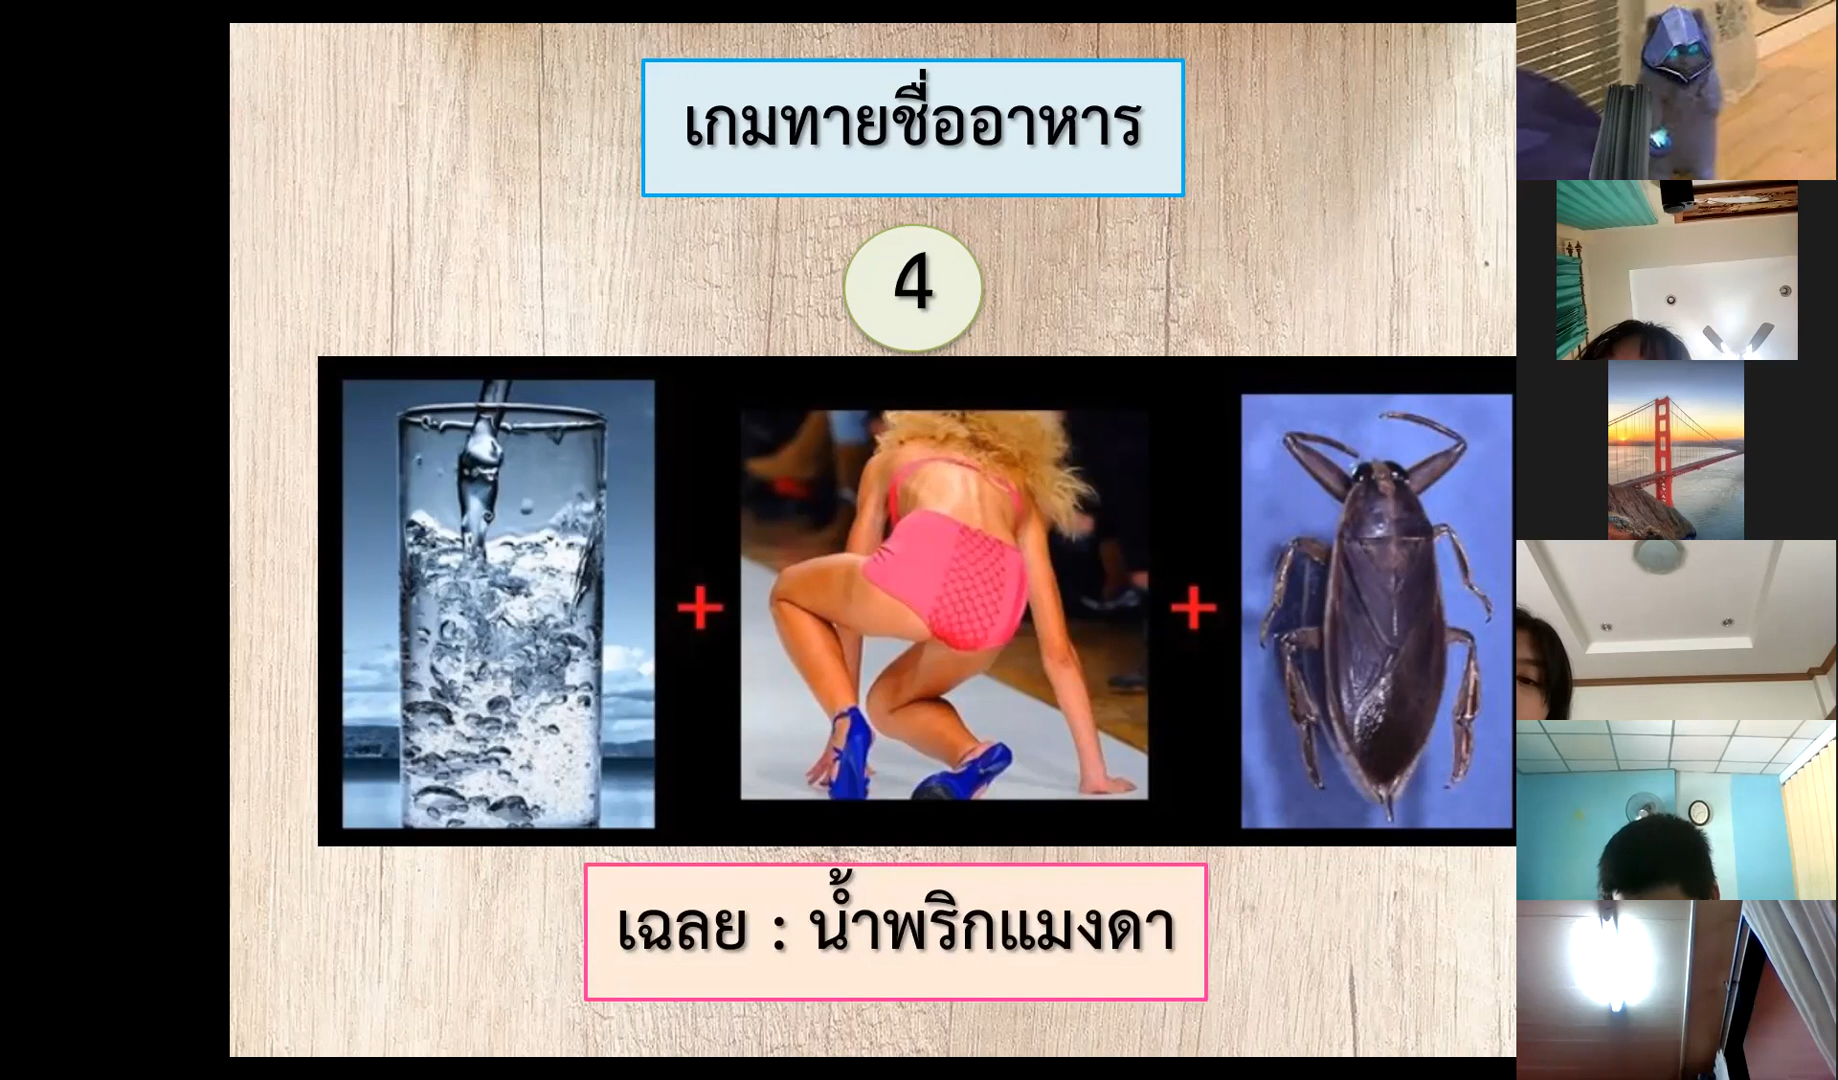 เกมทายชื่ออาหาร
4
+ +
เฉลย : น้ำพริกแมงดา